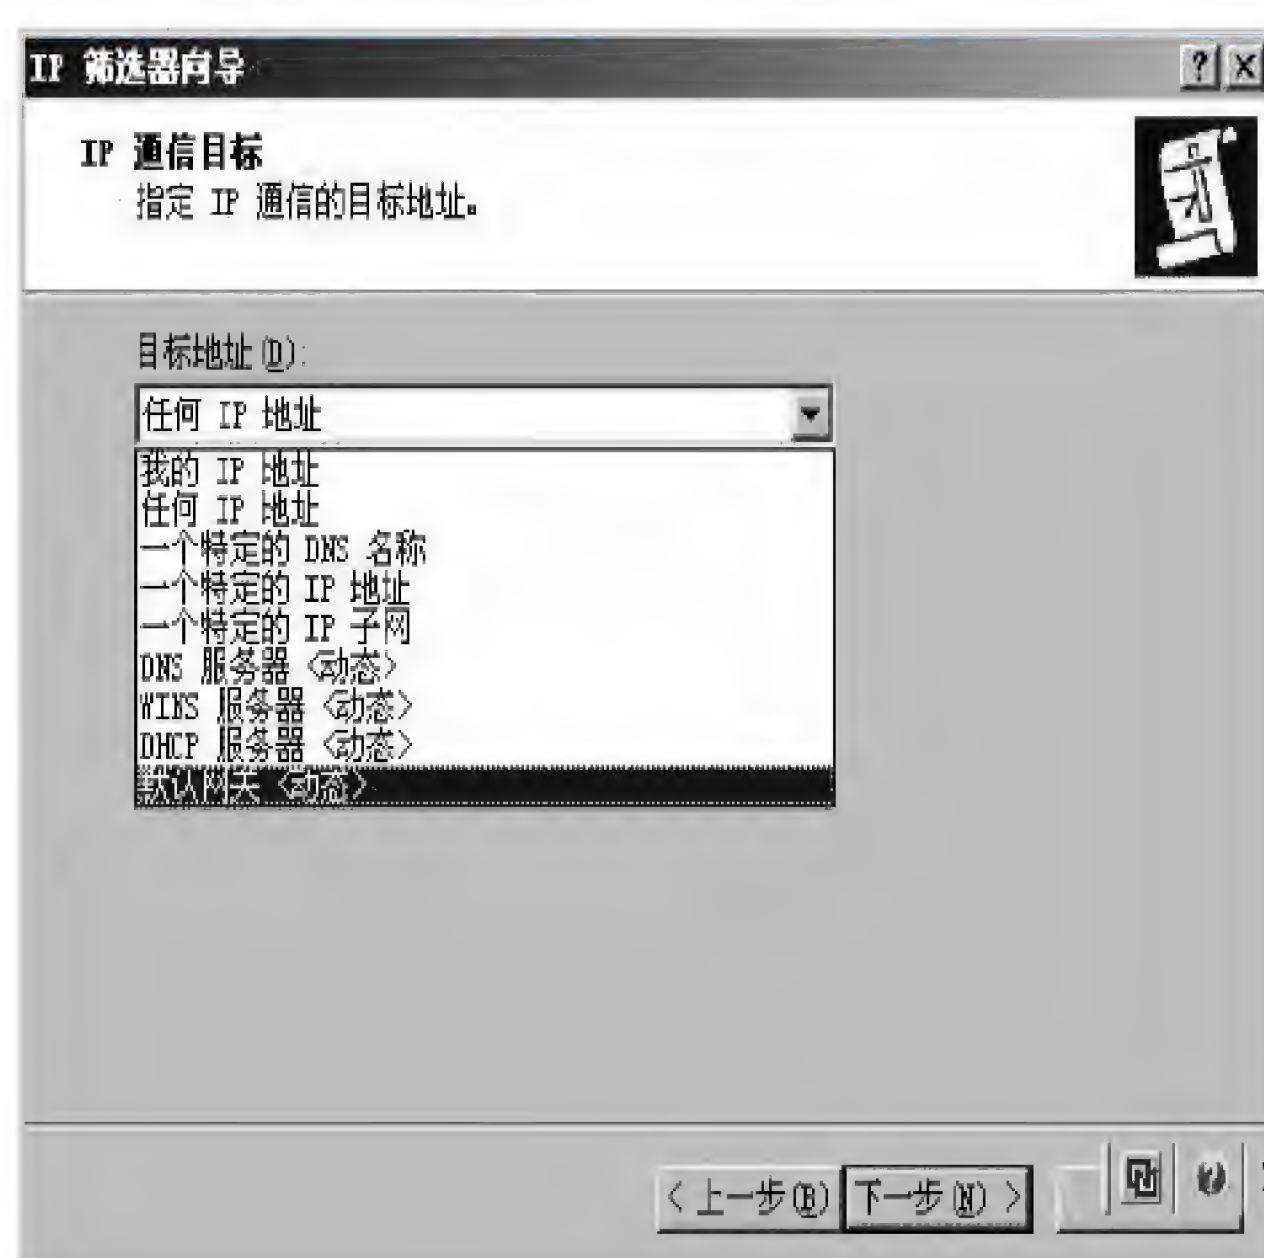 IP 筛选器向导
IP 通信目标
指定 IP 通信的目标地址。
目标地址(D):
任何 IP 地址
我的 IP 地址
任何 IP 地址
一个特定的 DNS 名称
一个特定的 IP 地址
一个特定的 IP 子网
DNS 服务器 <动态>
WINS 服务器 <动态>
DHCP 服务器 <动态>
默认网关 <动态>
< 上一步(B) 下一步(N) >